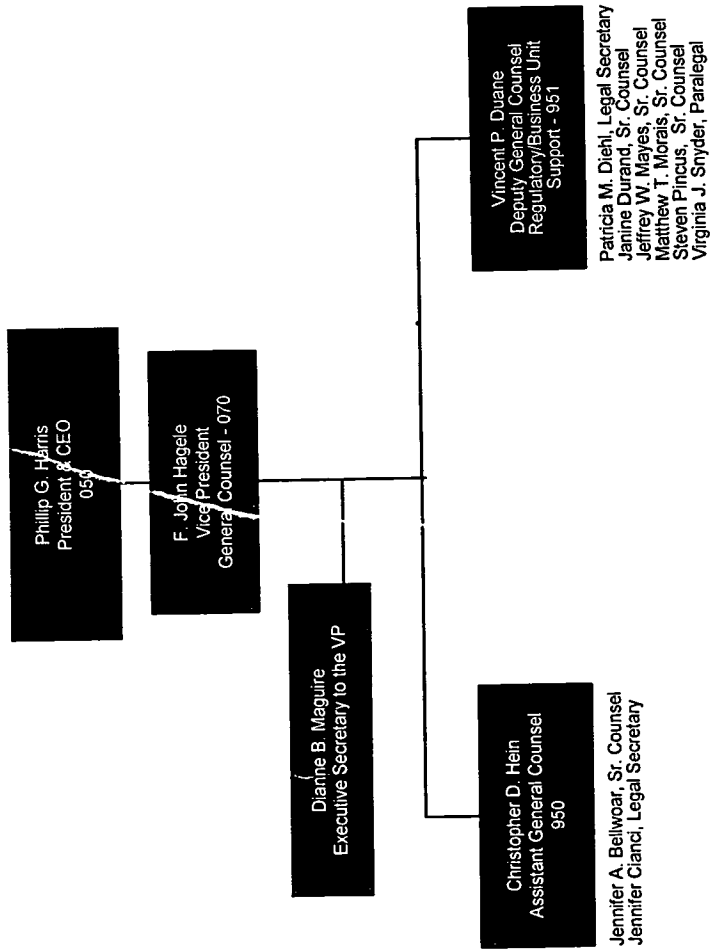 Phillip G. Harris
President & CEO
050
F. John Hagele
Vice President
General Counsel - 070
Dianne B. Maguire
Executive Secretary to the VP
Christopher D. Hein
Assistant General Counsel
950
Jennifer A. Bellwoar, Sr. Counsel
Jennifer Cianci, Legal Secretary
Vincent P. Duane
Deputy General Counsel
Regulatory/Business Unit
Support - 951
Patricia M. Diehl, Legal Secretary
Janine Durand, Sr. Counsel
Jeffrey W. Mayes, Sr. Counsel
Matthew T. Morais, Sr. Counsel
Steven Pincus, Sr. Counsel
Virginia J. Snyder, Paralegal